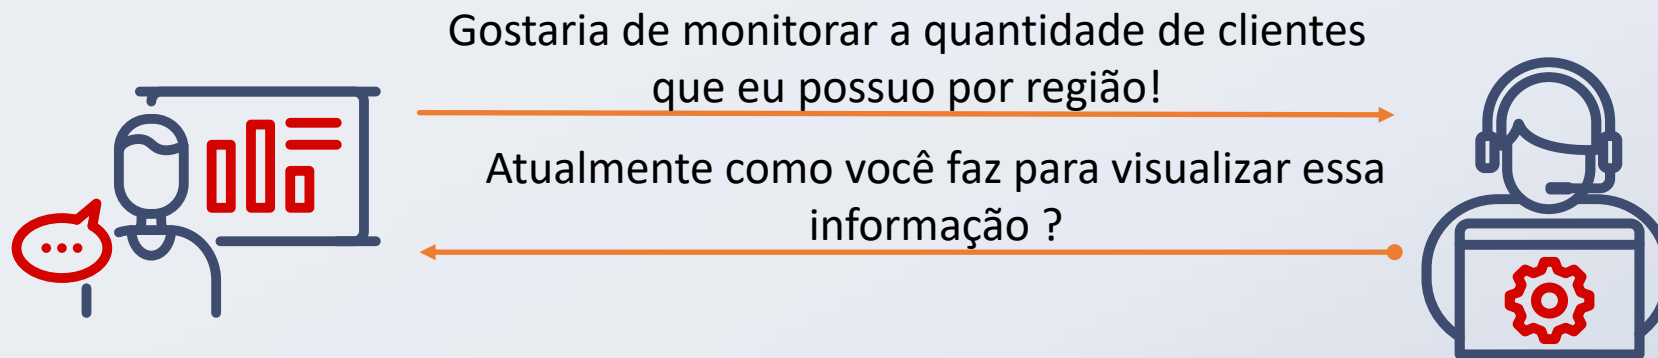 Gostaria de monitorar a quantidade de clientes
que eu possuo por região!
Atualmente como você faz para visualizar essa
informação ?